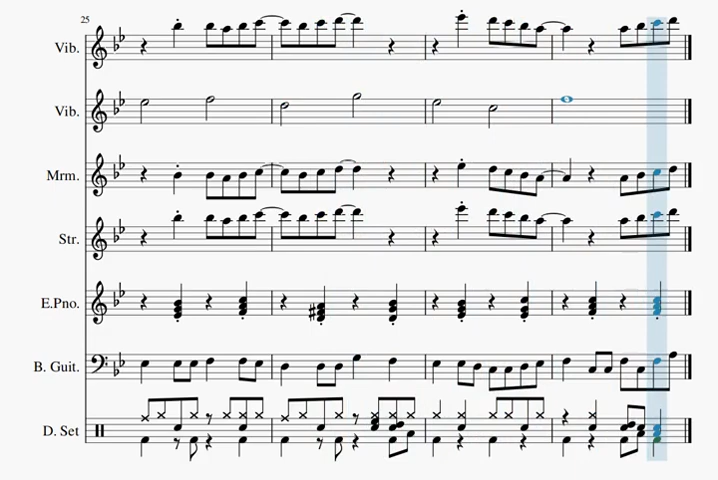 25
Vib.
Vib.
Mrm.
Str.
E.Pno.
B. Guit.
D. Set